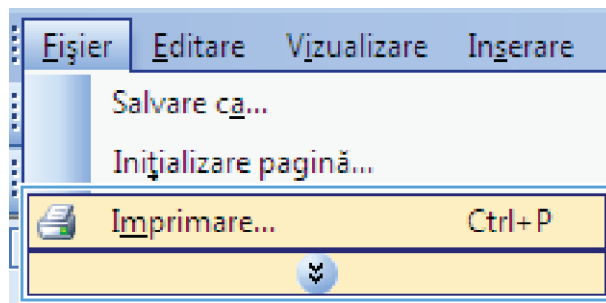 Fişier Editare Vizualizare Inserare
Salvare ca...
Iniţializare pagină...
Imprimare... Ctrl+P